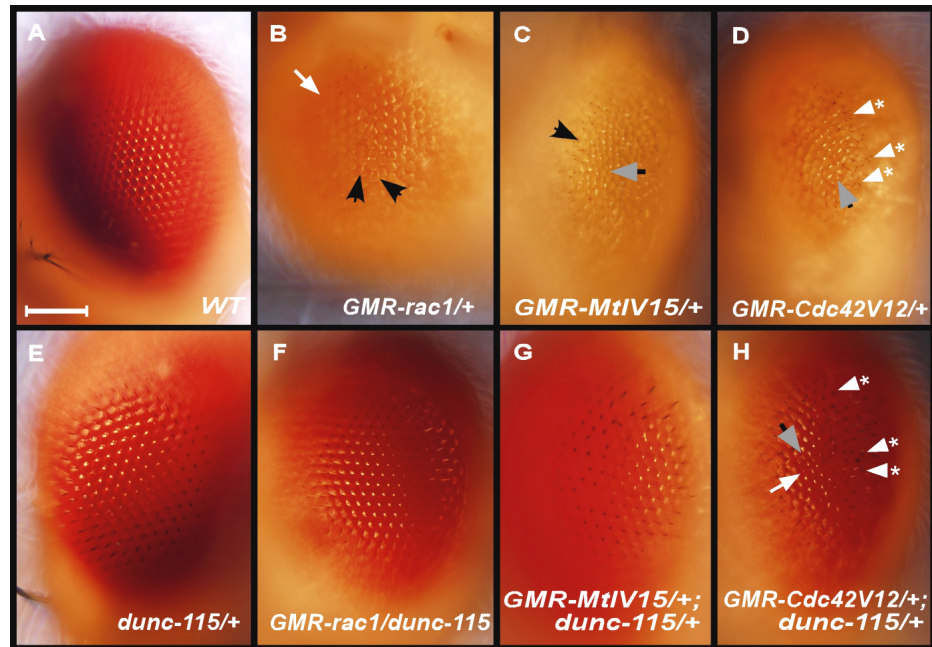 A
B
C
D
*
*
*
WT
GMR-rac1/+
GMR-MtlV15/+
GMR-Cdc42V12/+
E
F
G
H
*
*
*
dunc-115/+
GMR-rac1/dunc-115
GMR-MtlV15/+;
dunc-115/+
GMR-Cdc42V12/+;
dunc-115/+